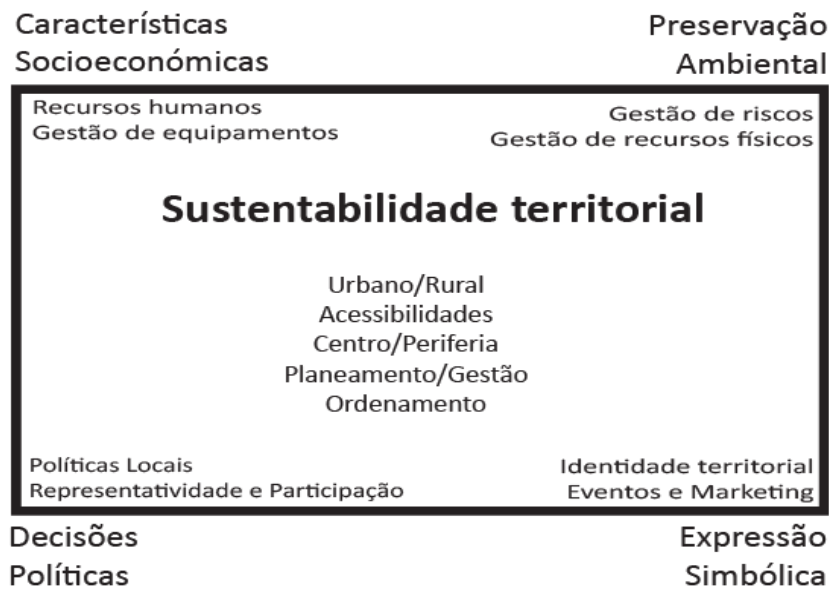 Características
Socioeconómicas
Preservação
Ambiental
Recursos humanos
Gestão de equipamentos
Gestão de riscos
Gestão de recursos físicos
Sustentabilidade territorial
Urbano/Rural
Acessibilidades
Centro/Periferia
Planeamento/Gestão
Ordenamento
Políticas Locais
Representatividade e Participação
Identidade territorial
Eventos e Marketing
Decisões
Políticas
Expressão
Simbólica